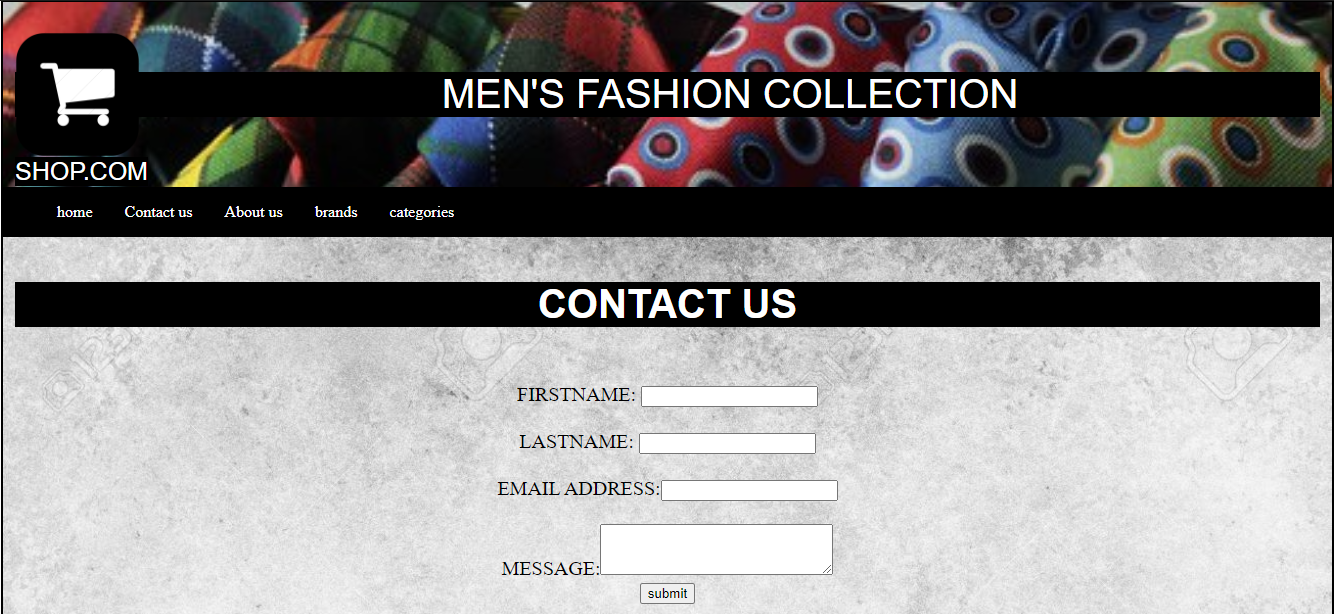 MEN'S FASHION COLLECTION
SHOP.COM
home Contact us About us brands categories
CONTACT US
FIRSTNAME:
LASTNAME:
EMAIL ADDRESS:
MESSAGE:
submit